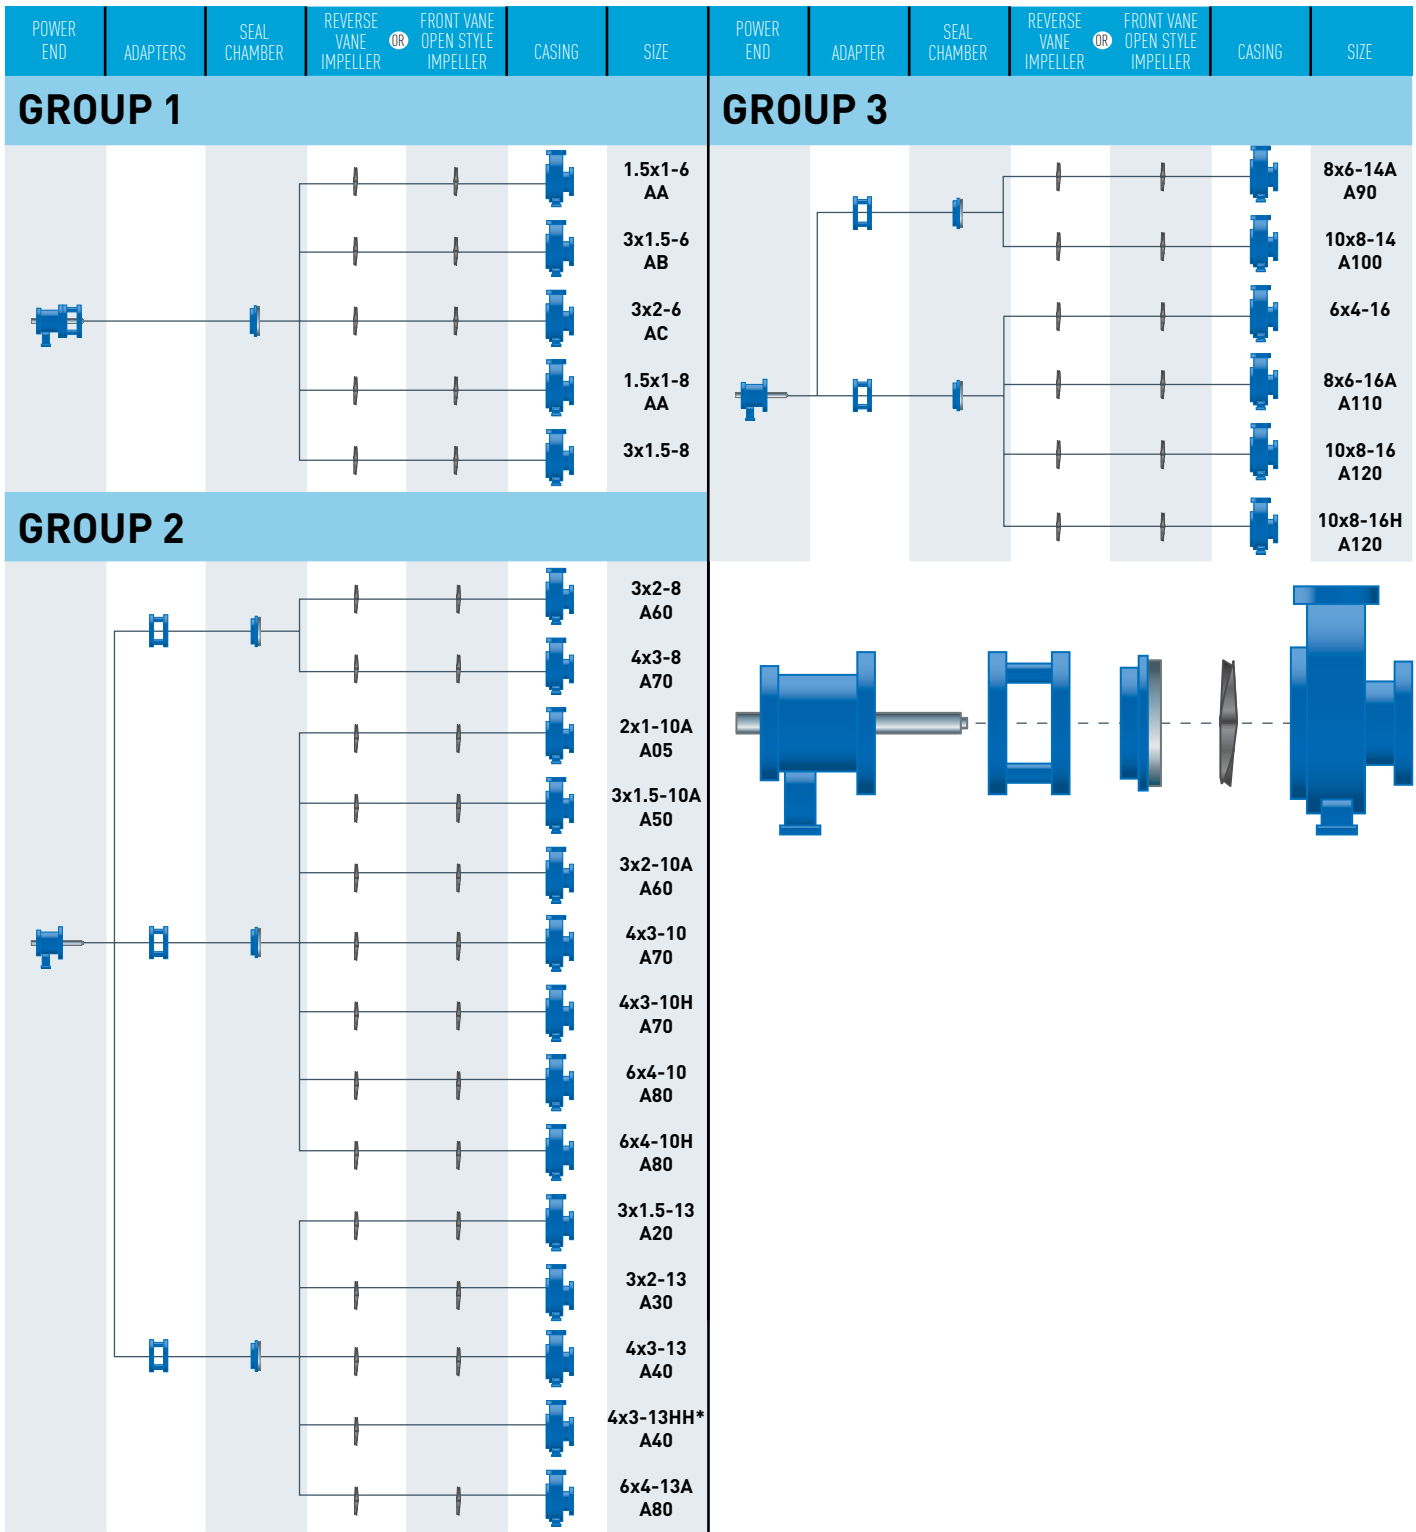 POWER
END
ADAPTERS
SEAL
CHAMBER
REVERSE
VANE
IMPELLER
OR
FRONT VANE
OPEN STYLE
IMPELLER
CASING
SIZE
GROUP 1
1.5x1-6
AA
3x1.5-6
AB
3x2-6
AC
1.5x1-8
AA
3x1.5-8
GROUP 2
3x2-8
A60
4x3-8
A70
2x1-10A
A05
3x1.5-10A
A50
3x2-10A
A60
4x3-10
A70
4x3-10H
A70
6x4-10
A80
6x4-10H
A80
3x1.5-13
A20
3x2-13
A30
4x3-13
A40
4x3-13HH*
A40
6x4-13A
A80
POWER
END
ADAPTER
SEAL
CHAMBER
REVERSE
VANE
IMPELLER
OR
FRONT VANE
OPEN STYLE
IMPELLER
CASING
SIZE
GROUP 3
8x6-14A
A90
10x8-14
A100
6x4-16
8x6-16A
A110
10x8-16
A120
10x8-16H
A120